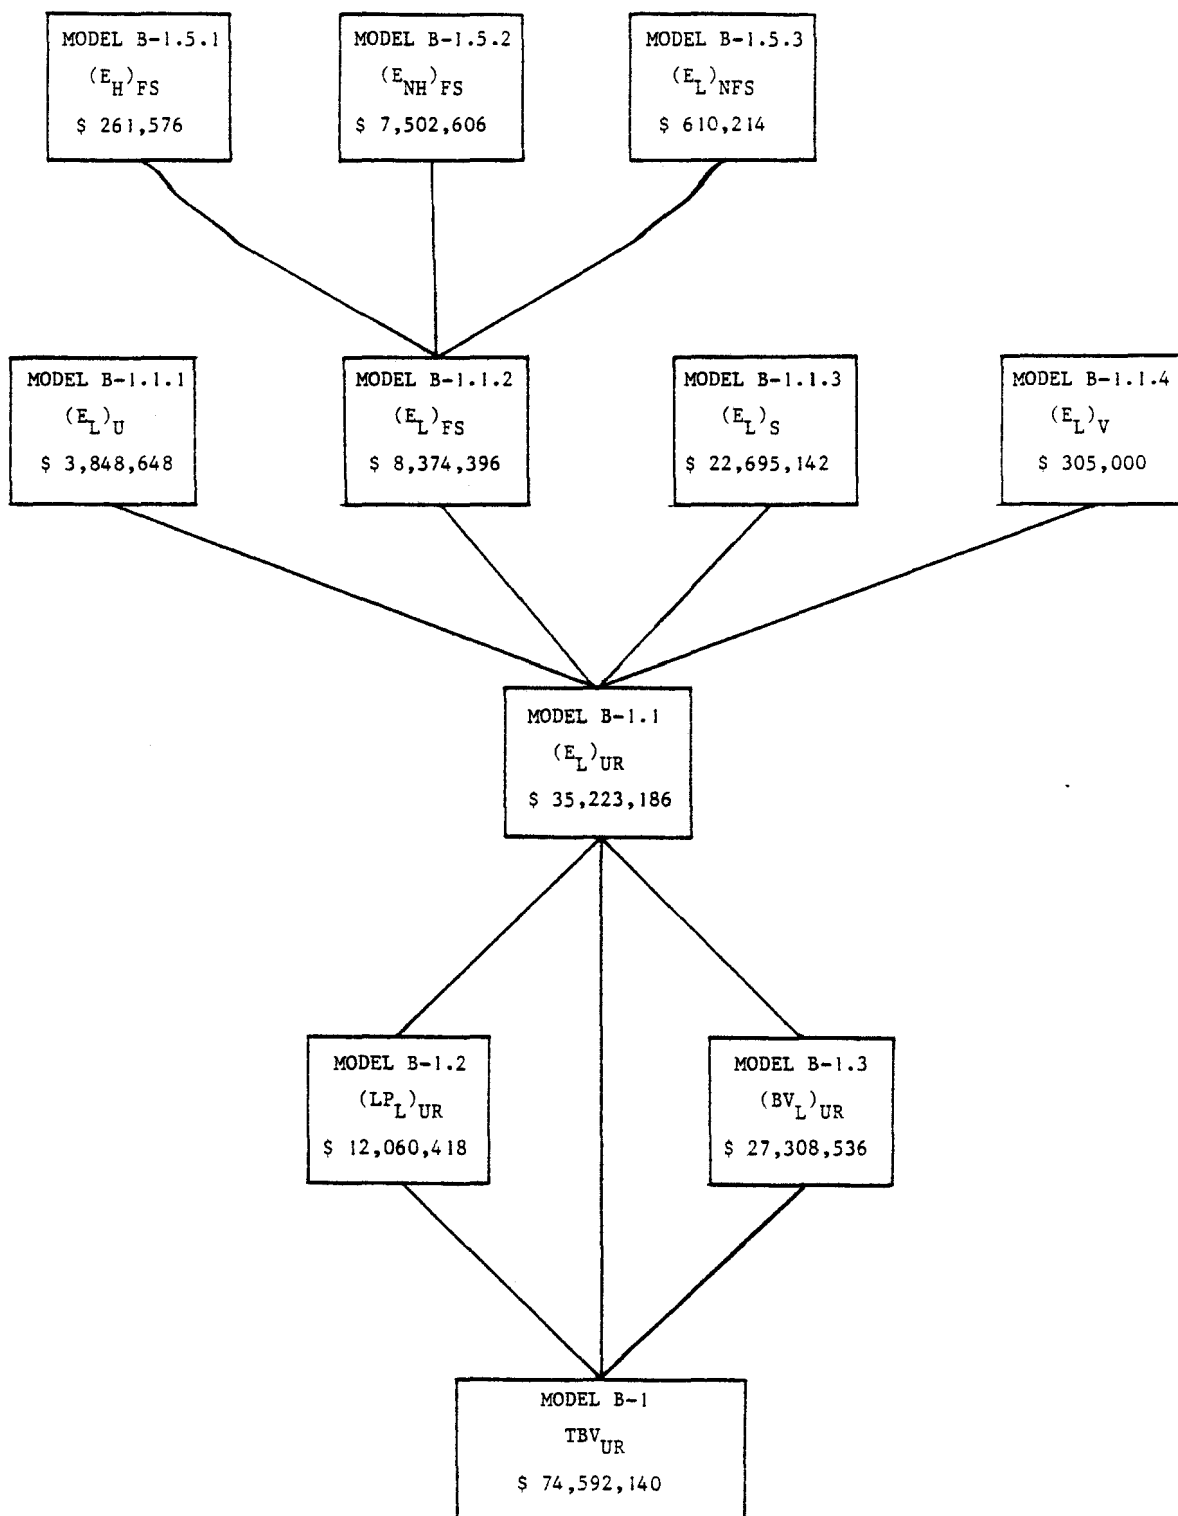 MODEL B-1.5.1
(E_H)_FS
$ 261,576
MODEL B-1.5.2
(E_NH)_FS
$ 7,502,606
MODEL B-1.5.3
(E_L)_NFS
$ 610,214
MODEL B-1.1.1
(E_L)_U
$ 3,848,648
MODEL B-1.1.2
(E_L)_FS
$ 8,374,396
MODEL B-1.1.3
(E_L)_S
$ 22,695,142
MODEL B-1.1.4
(E_L)_V
$ 305,000
MODEL B-1.1
(E_L)_UR
$ 35,223,186
MODEL B-1.2
(LP_L)_UR
$ 12,060,418
MODEL B-1.3
(BV_L)_UR
$ 27,308,536
MODEL B-1
TBV_UR
$ 74,592,140